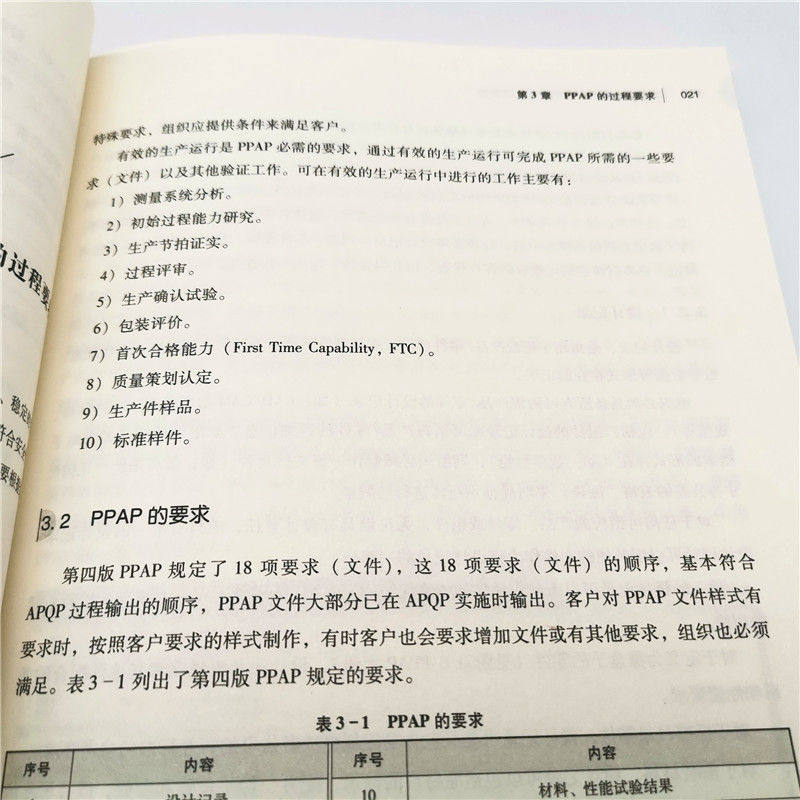 第3章 PPAP的过程要求 021
特殊要求，组织应提供条件来满足客户。
有效的生产运行是PPAP必需的要求，通过有效的生产运行可完成PPAP所需的一些要
求（文件）以及其他验证工作。可在有效的生产运行中进行的工作主要有：
1）测量系统分析。
2）初始过程能力研究。
3）生产节拍证实。
4）过程评审。
5）生产确认试验。
6）包装评价。
7）首次合格能力（First Time Capability，FTC）。
8）质量策划认定。
9）生产件样品。
10）标准样件。
3.2 PPAP的要求
第四版PPAP规定了18项要求（文件），这18项要求（文件）的顺序，基本符合
APQP过程输出的顺序，PPAP文件大部分已在APQP实施时输出。客户对PPAP文件样式有
要求时，按照客户要求的样式制作，有时客户也会要求增加文件或有其他要求，组织也必须
满足。表3-1列出了第四版PPAP规定的要求。
表3-1 PPAP的要求
序号 内容 序号 内容
设计记录 10 材料、性能试验结果